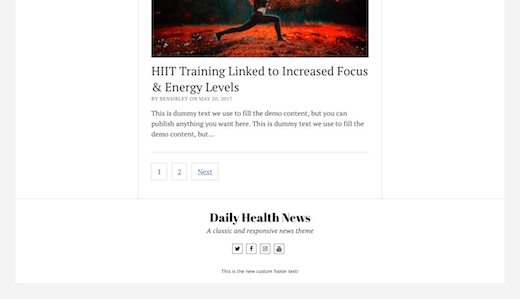 HIIT Training Linked to Increased Focus
& Energy Levels
BY BENSIBLEY ON MAY 20, 2017
This is dummy text we use to fill the demo content, but you can
publish anything you want here. This is dummy text we use to fill the
demo content, but…
1 2 Next
Daily Health News
A classic and responsive news theme
This is the new custom footer text!